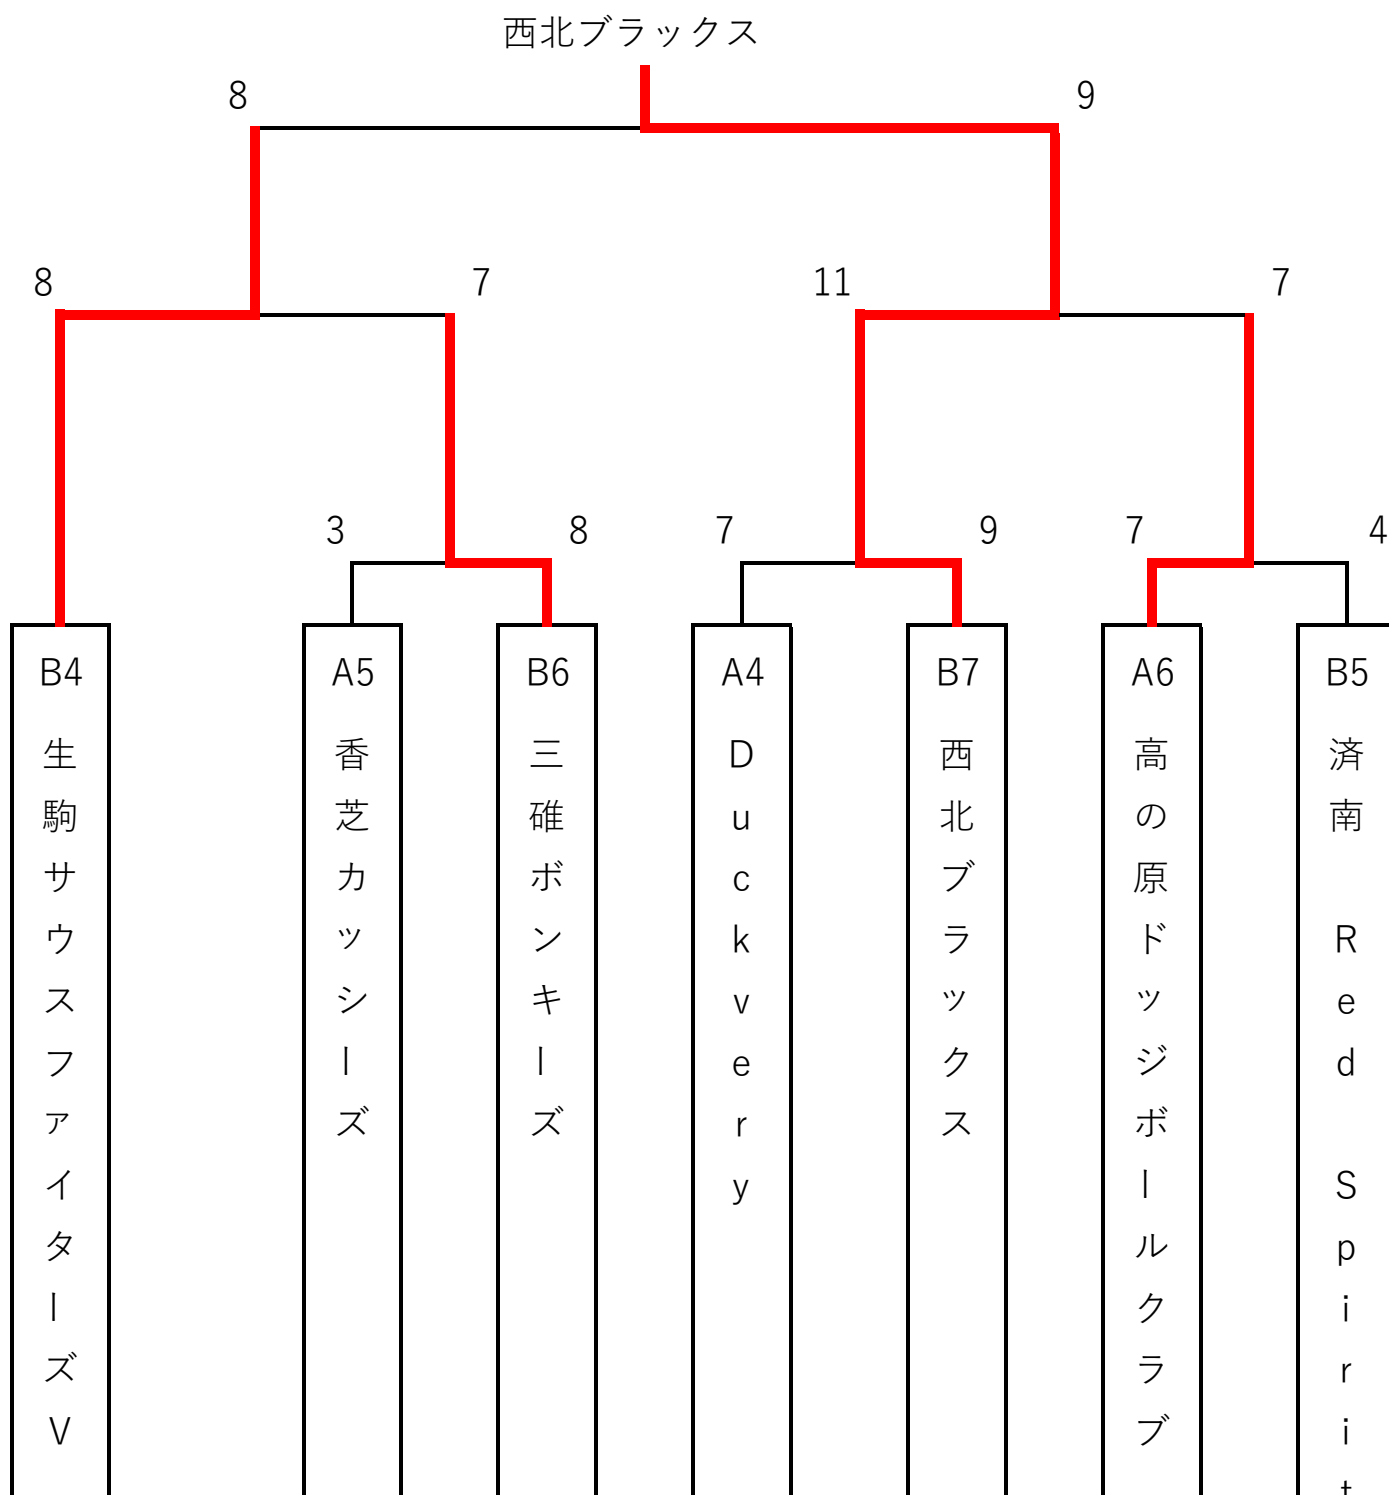 西北ブラックス
8 9
8 7 11 7
3 8 7 9 7 4
B4 A5 B6 A4 B7 A6 B5
生駒サウスファイターズV
香芝カッシーズ
三碓ボンキーズ
Duckvery
西北ブラックス
高の原ドッジボールクラブ
済南 Red Spirit